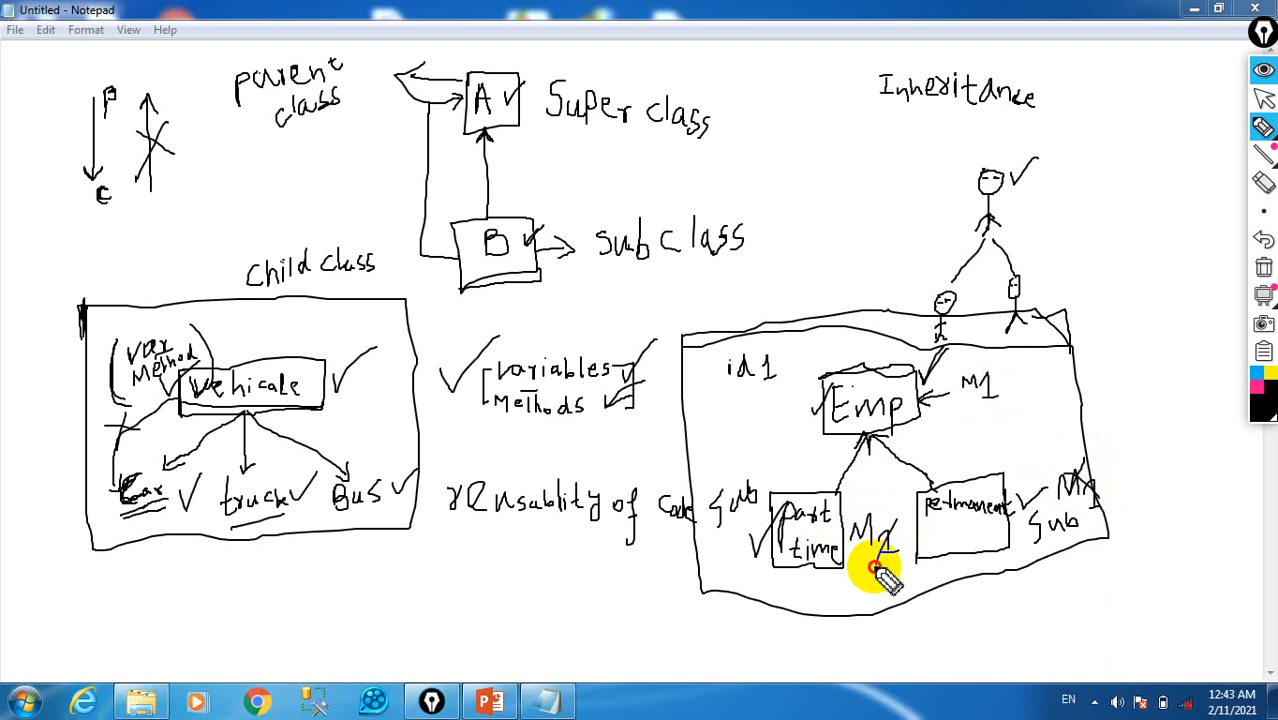 Untitled - Notepad
File Edit Format View Help
parent
class
A
Super class
Inheritance
P
C
B
sub class
child class
var
Method
vehicale
variables
Methods
id 1
Emp
M1
Car
truck
Bus
reusablity of code
sub
part
time
M1
permanent
M1
sub
EN
12:43 AM
2/11/2021